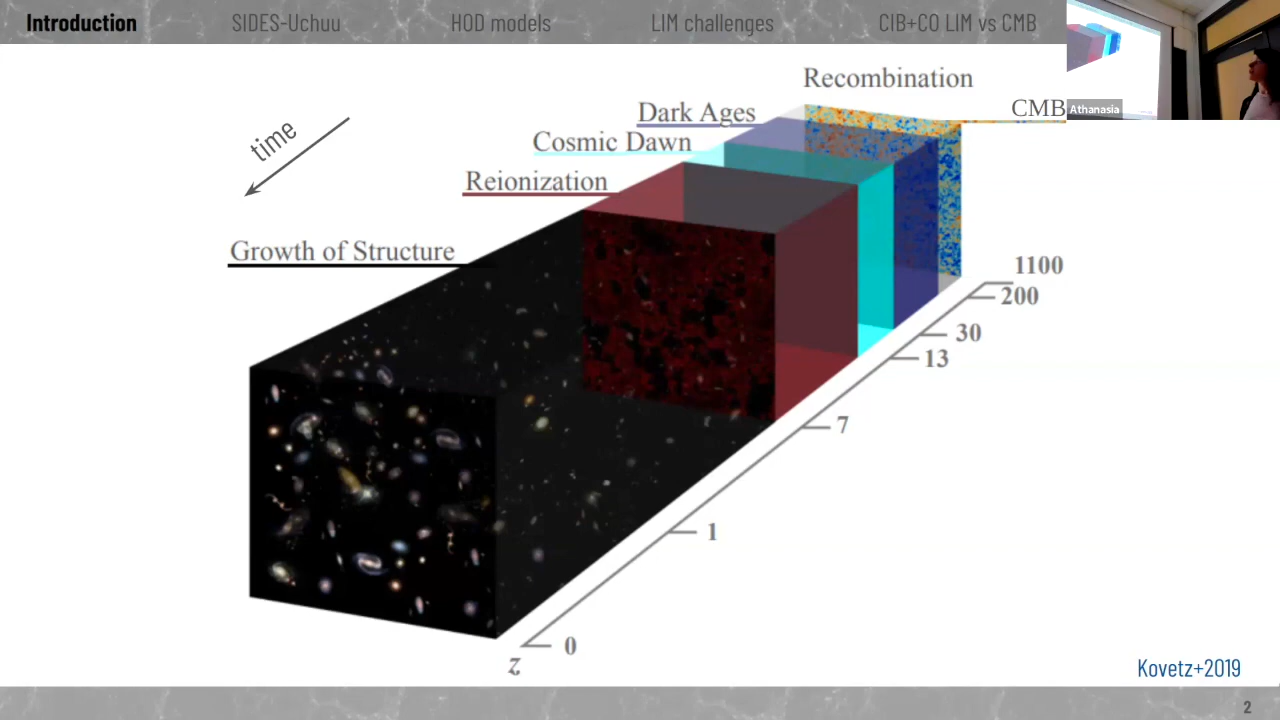 Introduction SIDES-Uchuu HOD models LIM challenges CIB+CO LIM vs CMB
Recombination
CMB
Athanasia
Dark Ages
Cosmic Dawn
time
Reionization
Growth of Structure
1100
200
30
13
7
1
0
z
Kovetz+2019
2